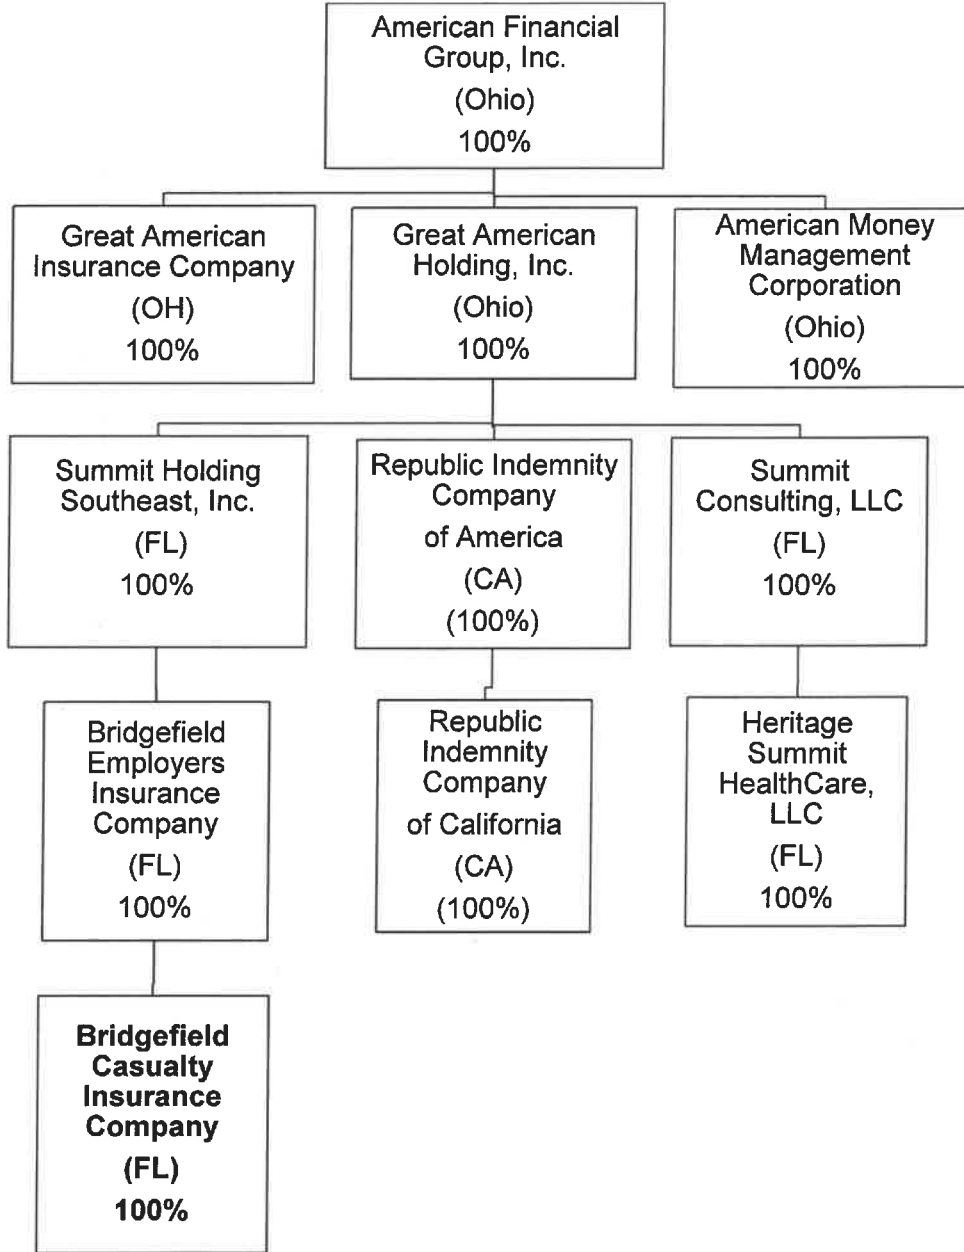 American Financial
Group, Inc.
(Ohio)
100%
Great American
Insurance Company
(OH)
100%
Great American
Holding, Inc.
(Ohio)
100%
American Money
Management
Corporation
(Ohio)
100%
Summit Holding
Southeast, Inc.
(FL)
100%
Republic Indemnity
Company
of America
(CA)
(100%)
Summit
Consulting, LLC
(FL)
100%
Bridgefield
Employers
Insurance
Company
(FL)
100%
Republic
Indemnity
Company
of California
(CA)
(100%)
Heritage
Summit
HealthCare,
LLC
(FL)
100%
Bridgefield
Casualty
Insurance
Company
(FL)
100%